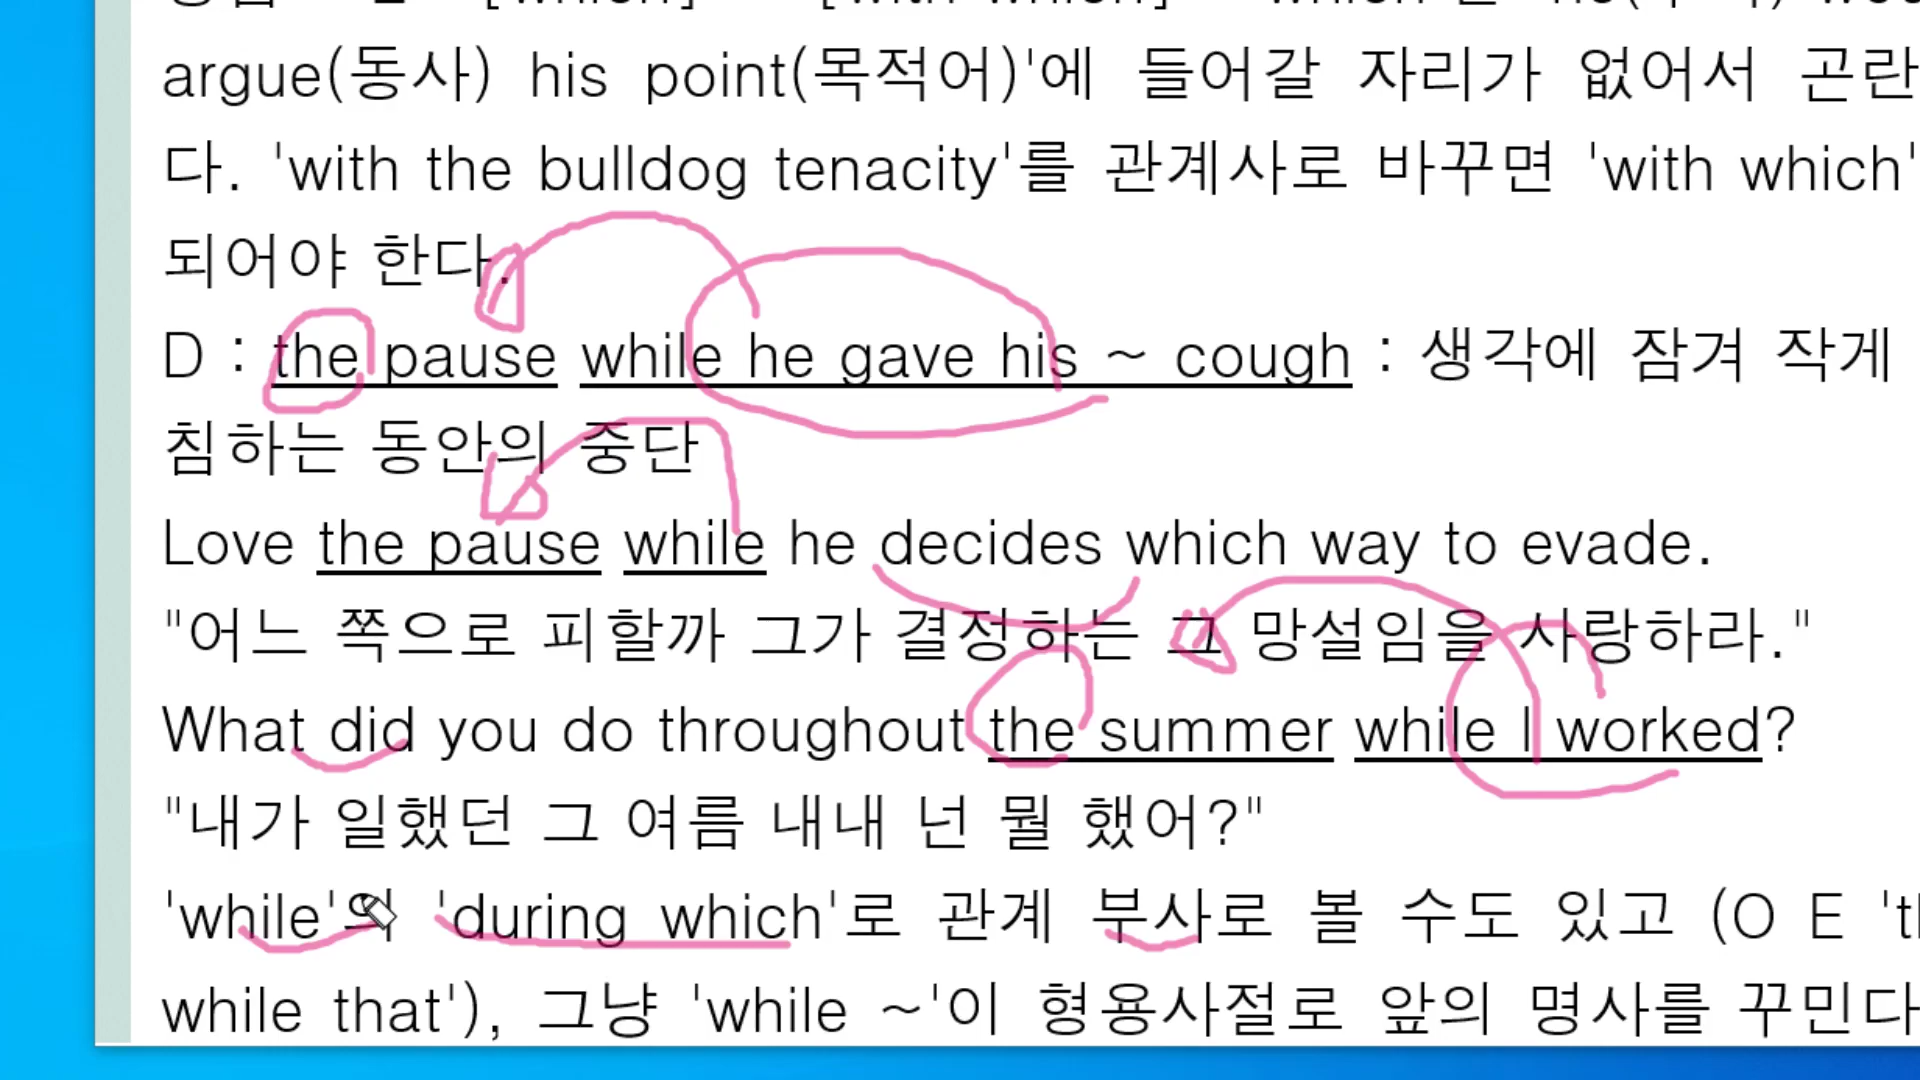 argue(동사) his point(목적어)'에 들어갈 자리가 없어서 곤란
다. 'with the bulldog tenacity'를 관계사로 바꾸면 'with which'
되어야 한다.
D : the pause while he gave his ~ cough : 생각에 잠겨 작게
침하는 동안의 중단
Love the pause while he decides which way to evade.
"어느 쪽으로 피할까 그가 결정하는 그 망설임을 사랑하라."
What did you do throughout the summer while I worked?
"내가 일했던 그 여름 내내 넌 뭘 했어?"
'while'의 'during which'로 관계 부사로 볼 수도 있고 (O E
while that'), 그냥 'while ~'이 형용사절로 앞의 명사를 꾸민다